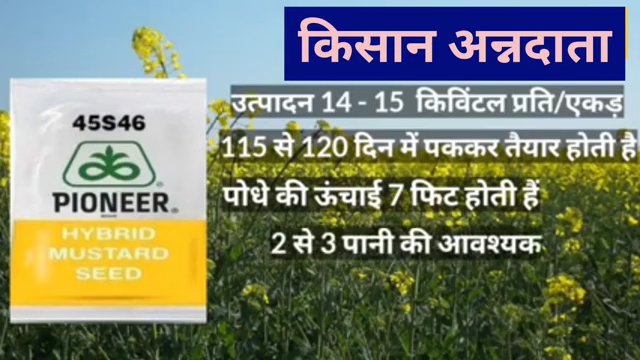 किसान अन्नदाता
45S46
PIONEER®
HYBRID
MUSTARD
SEED
उत्पादन 14 - 15 किविंटल प्रति/एकड़
115 से 120 दिन में पककर तैयार होती है
पोधे की ऊंचाई 7 फिट होती हैं
2 से 3 पानी की आवश्यक